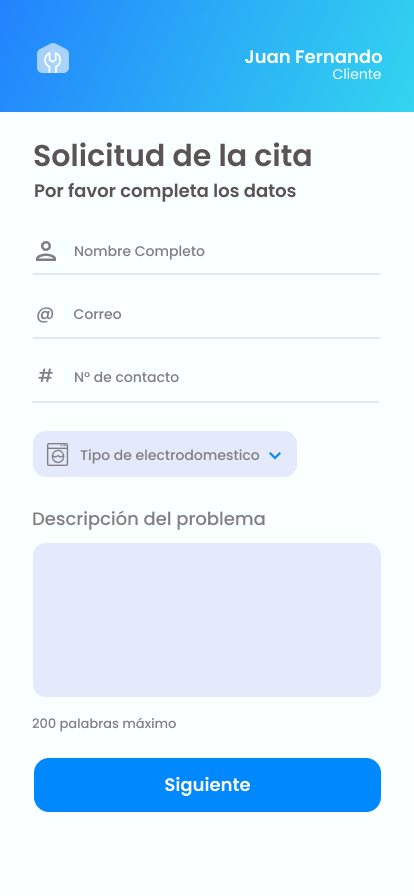 Juan Fernando
Cliente
Solicitud de la cita
Por favor completa los datos
Nombre Completo
@ Correo
# Nº de contacto
Tipo de electrodomestico
Descripción del problema
200 palabras máximo
Siguiente